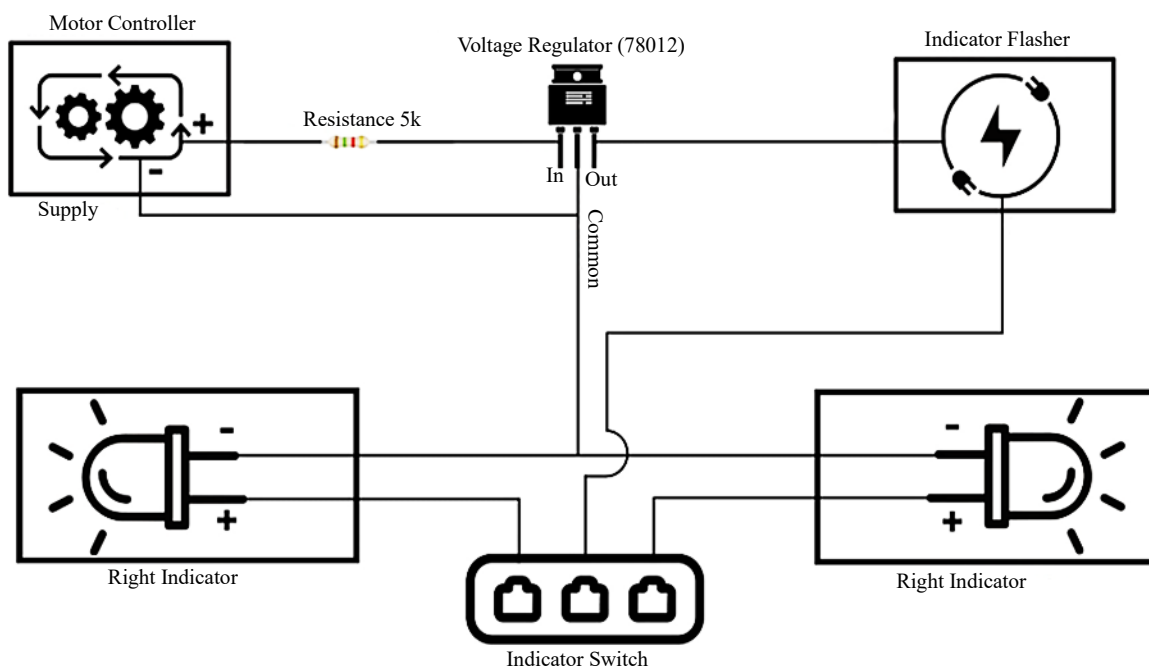 Motor Controller
Voltage Regulator (78012)
Indicator Flasher
Resistance 5k
+
-
In
Out
Supply
Common
-
+
-
+
Right Indicator
Right Indicator
Indicator Switch